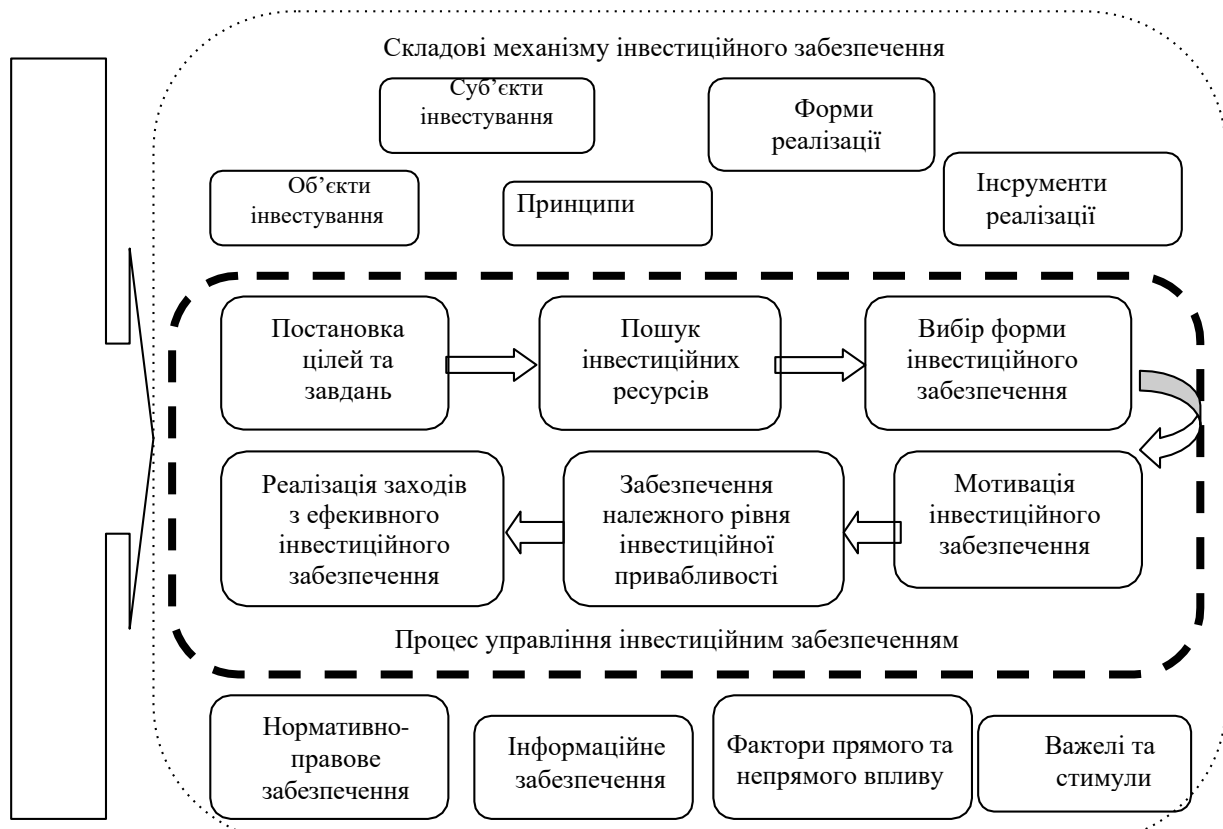 Складові механізму інвестиційного забезпечення
Суб’єкти
інвестування
Форми
реалізації
Об’єкти
інвестування
Принципи
Інсрументи
реалізації
Постановка
цілей та
завдань
Пошук
інвестиційних
ресурсів
Вибір форми
інвестиційного
забезпечення
Реалізація заходів
з ефекивного
інвестиційного
забезпечення
Забезпечення
належного рівня
інвестиційної
привабливості
Мотивація
інвестиційного
забезпечення
Процес управління інвестиційним забезпеченням
Нормативно-
правове
забезпечення
Інформаційне
забезпечення
Фактори прямого та
непрямого впливу
Важелі та
стимули